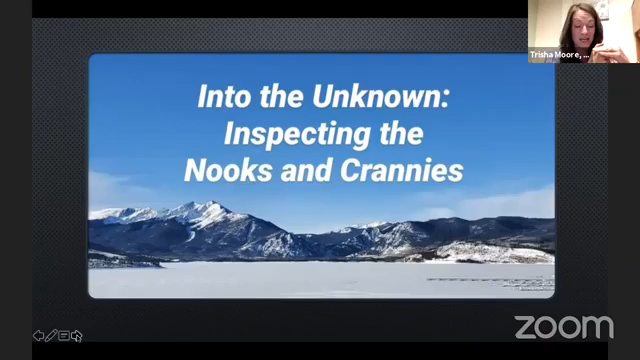 Into the Unknown:
Inspecting the
Nooks and Crannies
Trisha Moore, ...
zoom